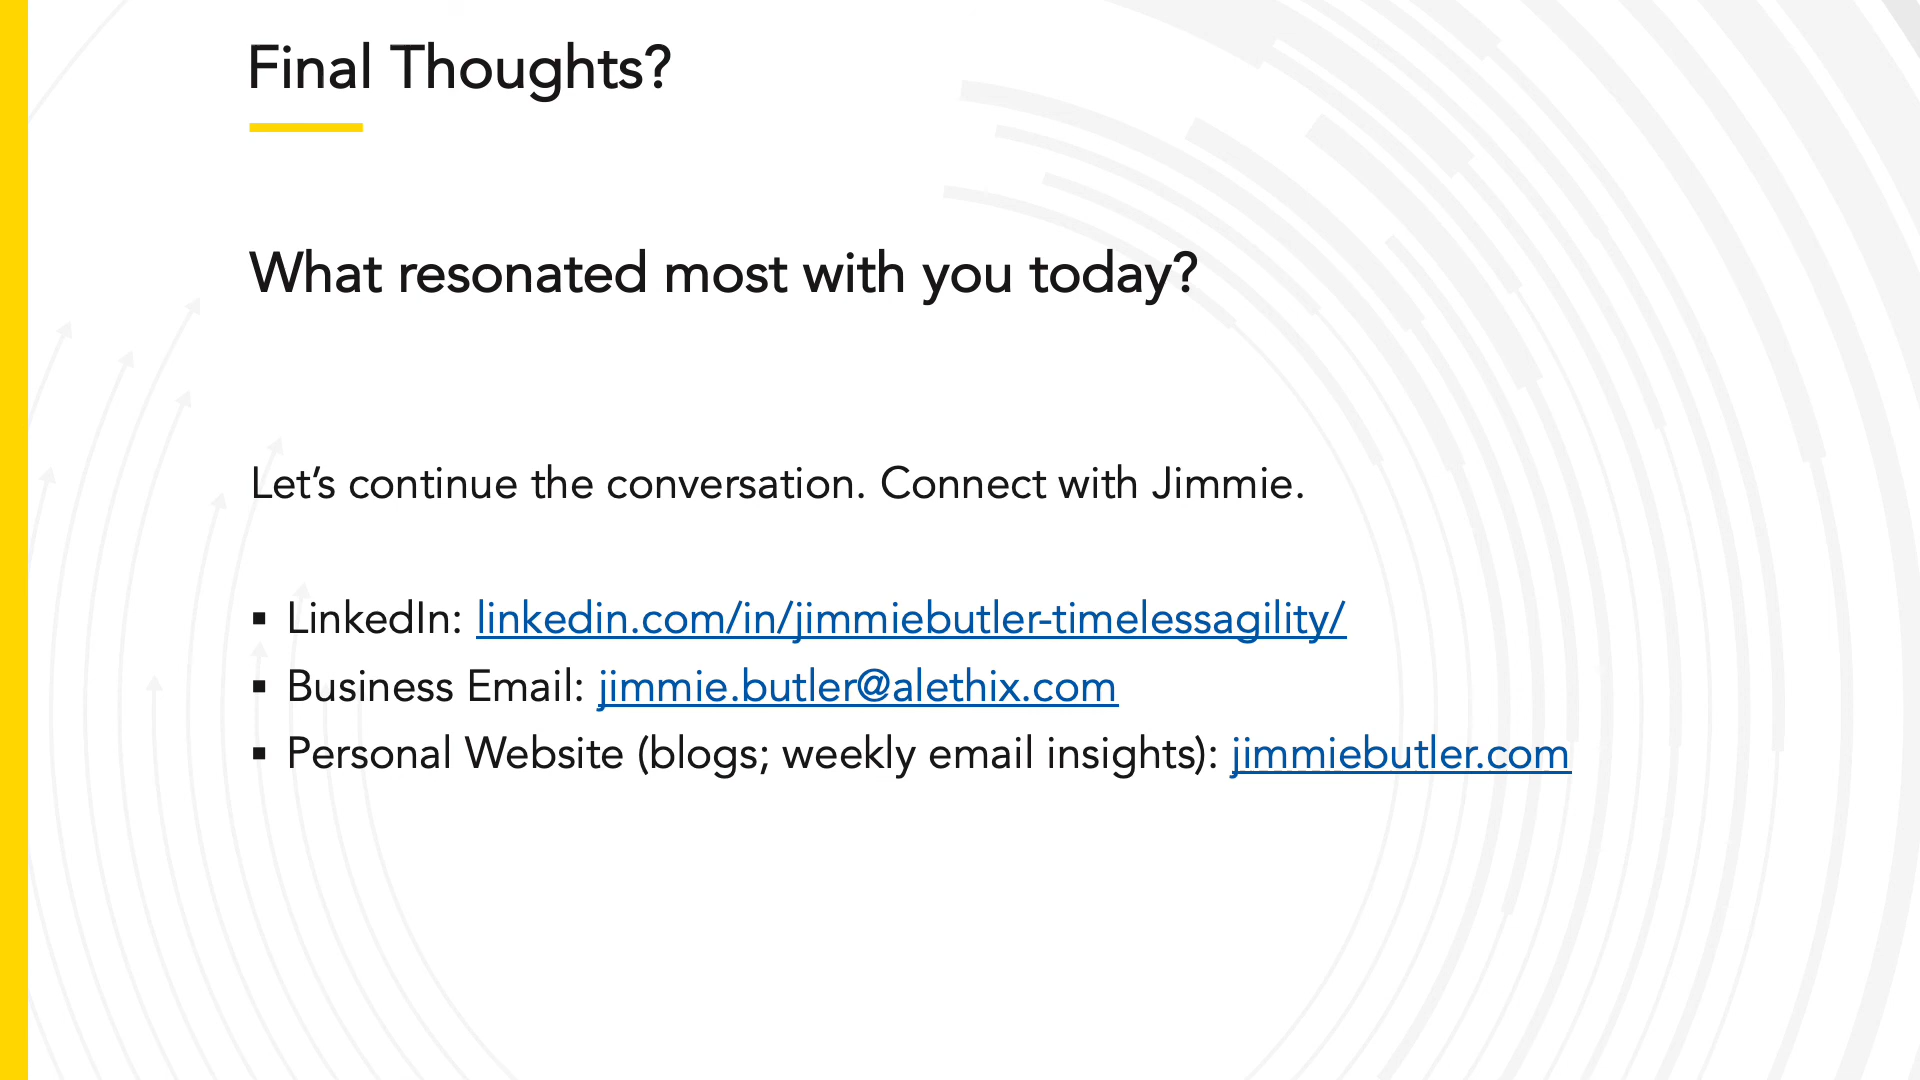 Final Thoughts?
What resonated most with you today?
Let’s continue the conversation. Connect with Jimmie.
▪ LinkedIn: linkedin.com/in/jimmiebutler-timelessagility/
▪ Business Email: jimmie.butler@alethix.com
▪ Personal Website (blogs; weekly email insights): jimmiebutler.com